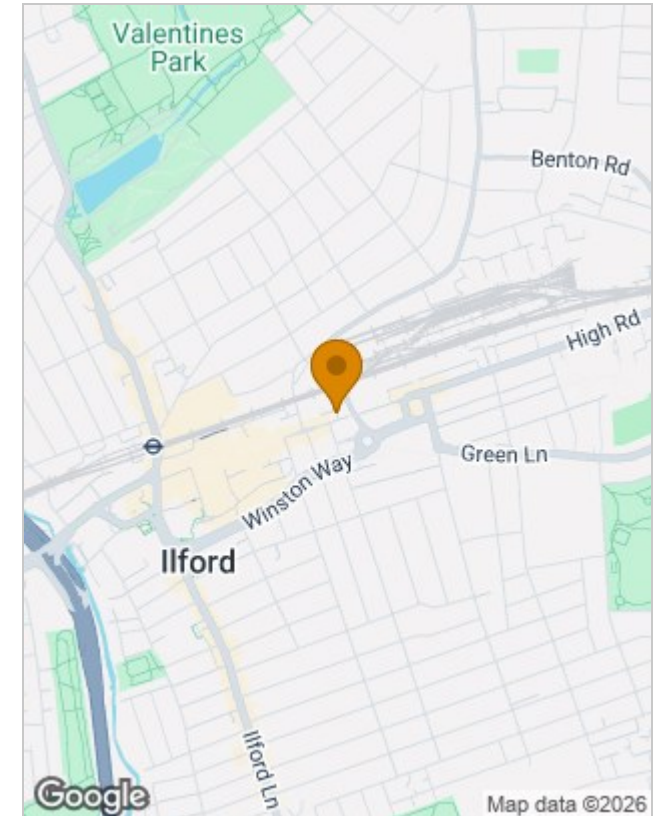 Valentines
Park
Benton Rd
High Rd
Green Ln
Winston Way
Ilford
Ilford Ln
Google
Map data ©2026